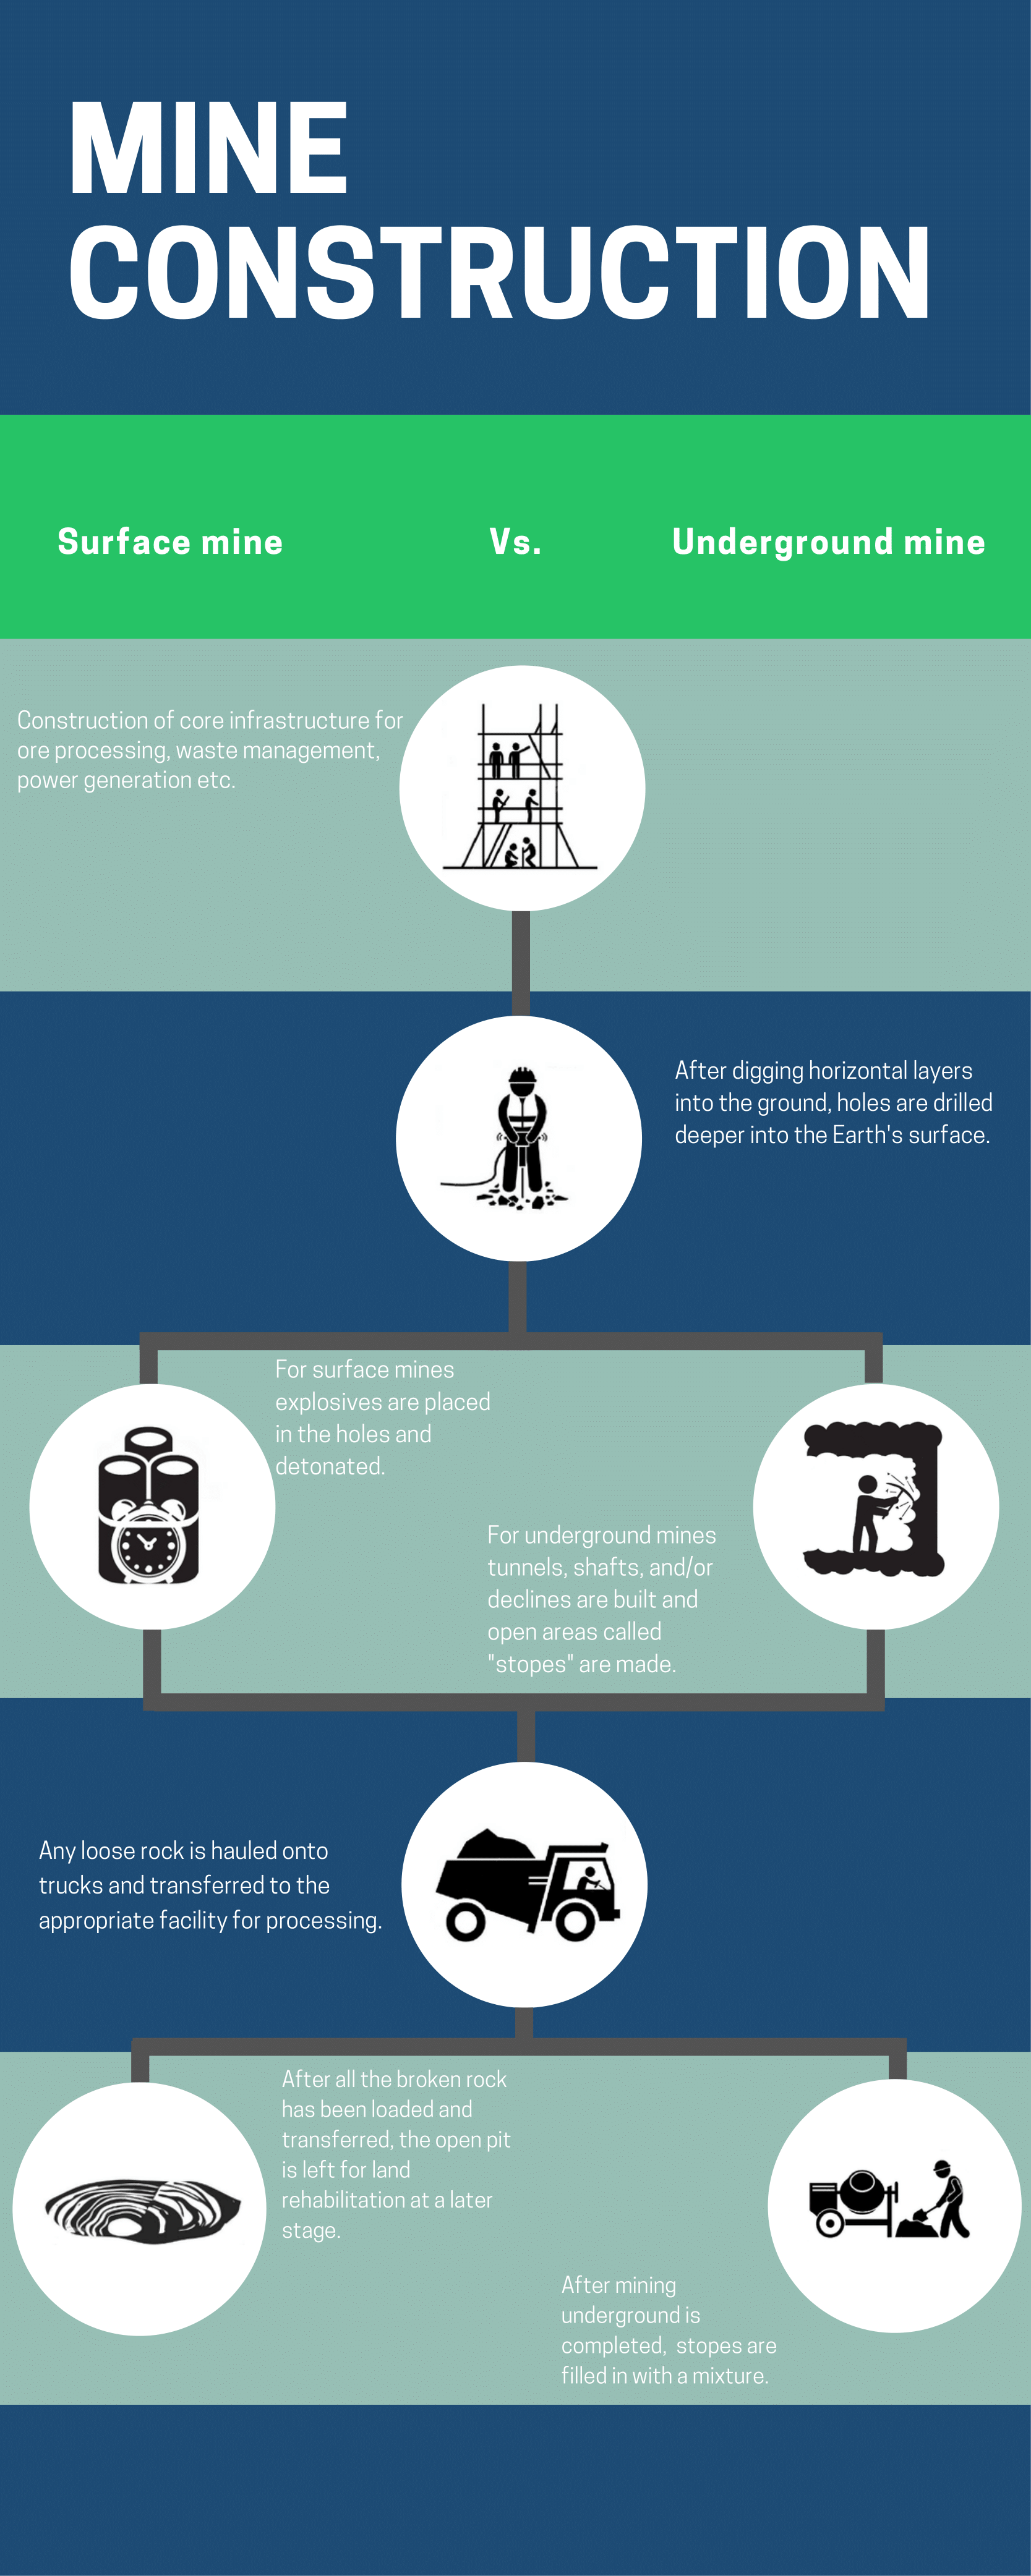 MINE
CONSTRUCTION
Surface mine
Vs.
Underground mine
Construction of core infrastructure for
ore processing, waste management,
power generation etc.
After digging horizontal layers
into the ground, holes are drilled
deeper into the Earth's surface.
For surface mines
explosives are placed
in the holes and
detonated.
For underground mines
tunnels, shafts, and/or
declines are built and
open areas called
"stopes" are made.
Any loose rock is hauled onto
trucks and transferred to the
appropriate facility for processing.
After all the broken rock
has been loaded and
transferred, the open pit
is left for land
rehabilitation at a later
stage.
After mining
underground is
completed,  stopes are
filled in with a mixture.